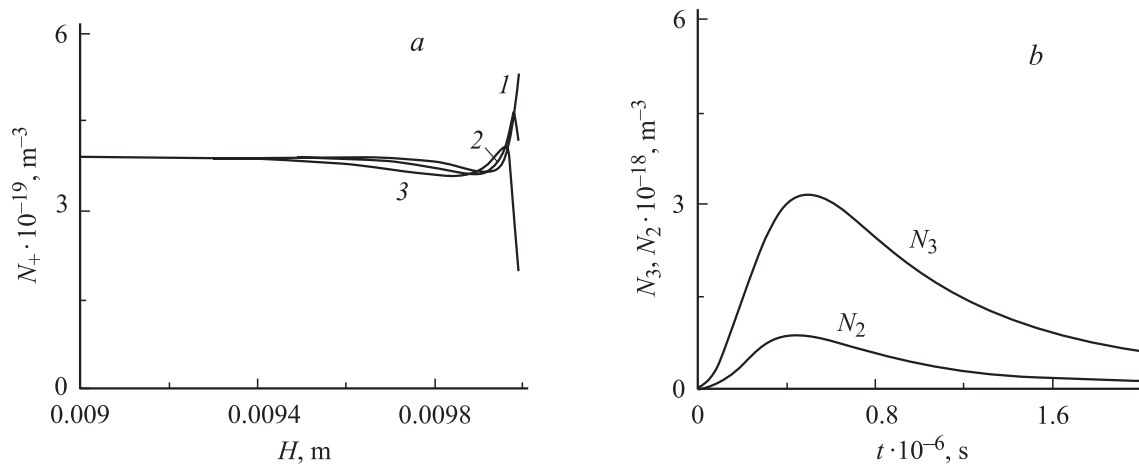 a
6
3
0
N₊ · 10⁻¹⁹, m⁻³
1
2
3
0.009
0.0094
0.0098
H, m
b
6
3
0
N₃, N₂ · 10⁻¹⁸, m⁻³
N₃
N₂
0
0.8
1.6
t · 10⁻⁶, s